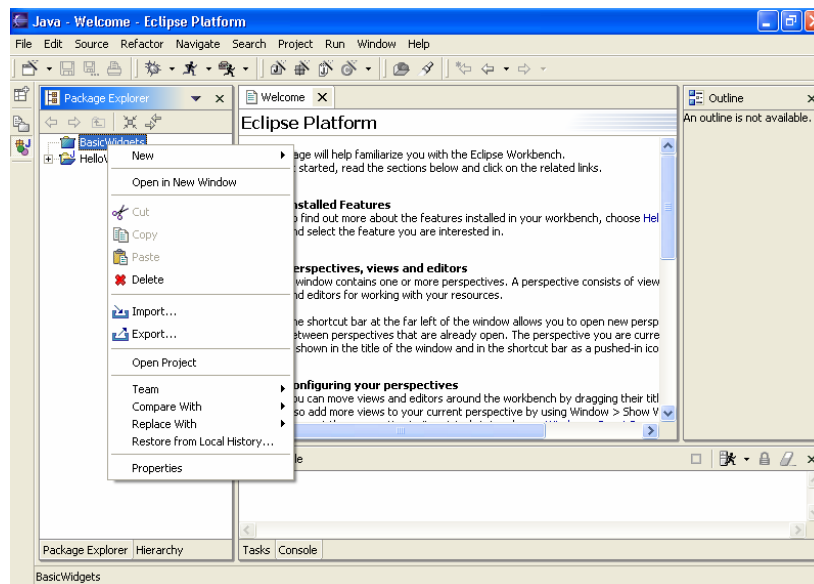 Java - Welcome - Eclipse Platform
File Edit Source Refactor Navigate Search Project Run Window Help
Package Explorer
Welcome
Outline
Eclipse Platform
An outline is not available.
BasicWidgets
age will help familiarize you with the Eclipse Workbench.
started, read the sections below and click on the related links.
stalled Features
find out more about the features installed in your workbench, choose Hel
nd select the feature you are interested in.
erspectives, views and editors
window contains one or more perspectives. A perspective consists of view
nd editors for working with your resources.
e shortcut bar at the far left of the window allows you to open new persp
etween perspectives that are already open. The perspective you are curre
shown in the title of the window and in the shortcut bar as a pushed-in ico
onfiguring your perspectives
ou can move views and editors around the workbench by dragging their titl
so add more views to your current perspective by using Window > Show V
New
Open in New Window
Cut
Copy
Paste
Delete
Import...
Export...
Open Project
Team
Compare With
Replace With
Restore from Local History...
Properties
Package Explorer Hierarchy
Tasks Console
BasicWidgets